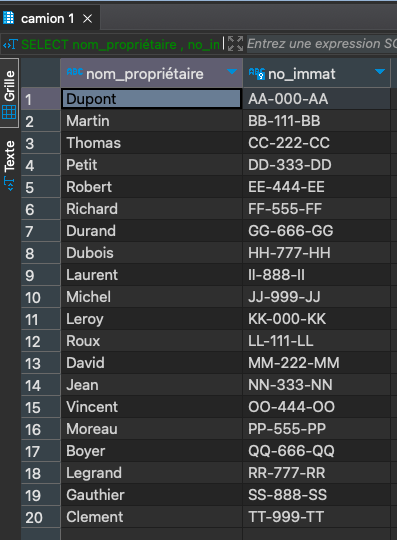 camion 1
SELECT nom_propriétaire , no_im
Entrez une expression SQ
Grille
Texte
nom_propriétaire no_immat
1 Dupont AA-000-AA
2 Martin BB-111-BB
3 Thomas CC-222-CC
4 Petit DD-333-DD
5 Robert EE-444-EE
6 Richard FF-555-FF
7 Durand GG-666-GG
8 Dubois HH-777-HH
9 Laurent II-888-II
10 Michel JJ-999-JJ
11 Leroy KK-000-KK
12 Roux LL-111-LL
13 David MM-222-MM
14 Jean NN-333-NN
15 Vincent OO-444-OO
16 Moreau PP-555-PP
17 Boyer QQ-666-QQ
18 Legrand RR-777-RR
19 Gauthier SS-888-SS
20 Clement TT-999-TT